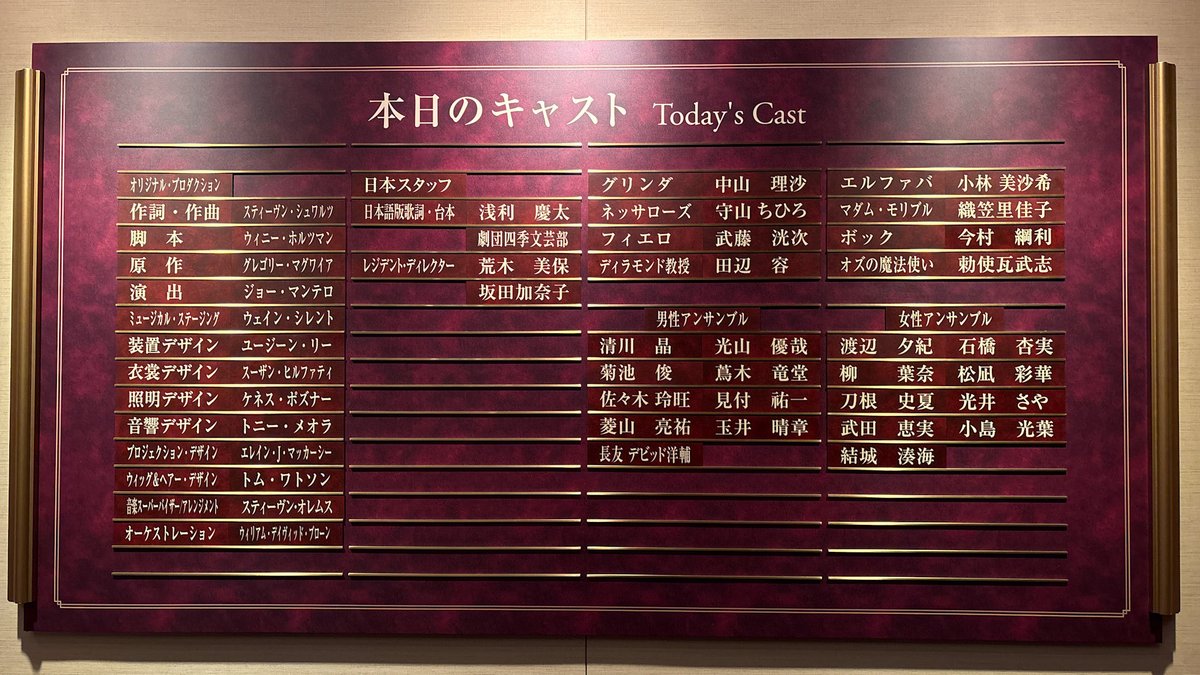 本日のキャスト Today's Cast
オリジナル・プロダクション
作詞・作曲 スティーヴン・シュワルツ
脚本 ウィニー・ホルツマン
原作 グレゴリー・マグワイア
演出 ジョー・マンテロ
ミュージカル・ステージング ウェイン・シレント
装置デザイン ユージーン・リー
衣裳デザイン スーザン・ヒルファティ
照明デザイン ケネス・ポズナー
音響デザイン トニー・メオラ
プロジェクション・デザイン エレイン・J・マッカーシー
ウィッグ&ヘアー・デザイン トム・ワトソン
音楽スーパーバイザー/アレンジメント スティーヴン・オレムス
オーケストレーション ウィリアム・デイヴィッド・ブローン
日本スタッフ
日本語版歌詞・台本 浅利 慶太
劇団四季文芸部
レジデント・ディレクター 荒木 美保
坂田加奈子
グリンダ 中山 理沙
ネッサローズ 守山 ちひろ
フィエロ 武藤 洸次
ディラモンド教授 田辺 容
男性アンサンブル
清川 晶 光山 優哉
菊池 俊 蔦木 竜堂
佐々木 玲旺 見付 祐一
菱山 亮祐 玉井 晴章
長友 デビッド洋輔
エルファバ 小林 美沙希
マダム・モリブル 織笠里佳子
ボック 今村 綱利
オズの魔法使い 勅使瓦武志
女性アンサンブル
渡辺 夕紀 石橋 杏実
柳 葉奈 松凪 彩華
刀根 史夏 光井 さや
武田 恵実 小島 光葉
結城 湊海